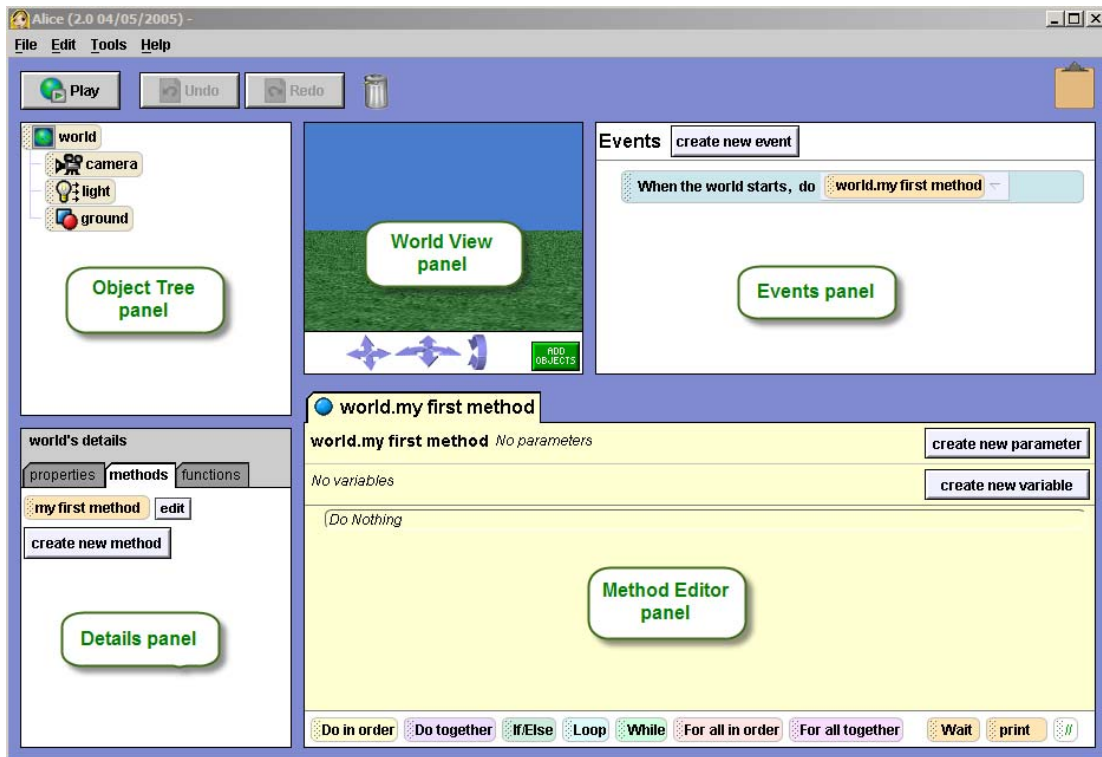 Alice (2.0 04/05/2005) -
File Edit Tools Help
Play Undo Redo
world
camera
light
ground
Object Tree
panel
World View
panel
ADD
OBJECTS
Events create new event
When the world starts, do world.my first method
Events panel
world's details
properties methods functions
my first method edit
create new method
Details panel
world.my first method
world.my first method No parameters create new parameter
No variables create new variable
Do Nothing
Method Editor
panel
Do in order Do together If/Else Loop While For all in order For all together Wait print //